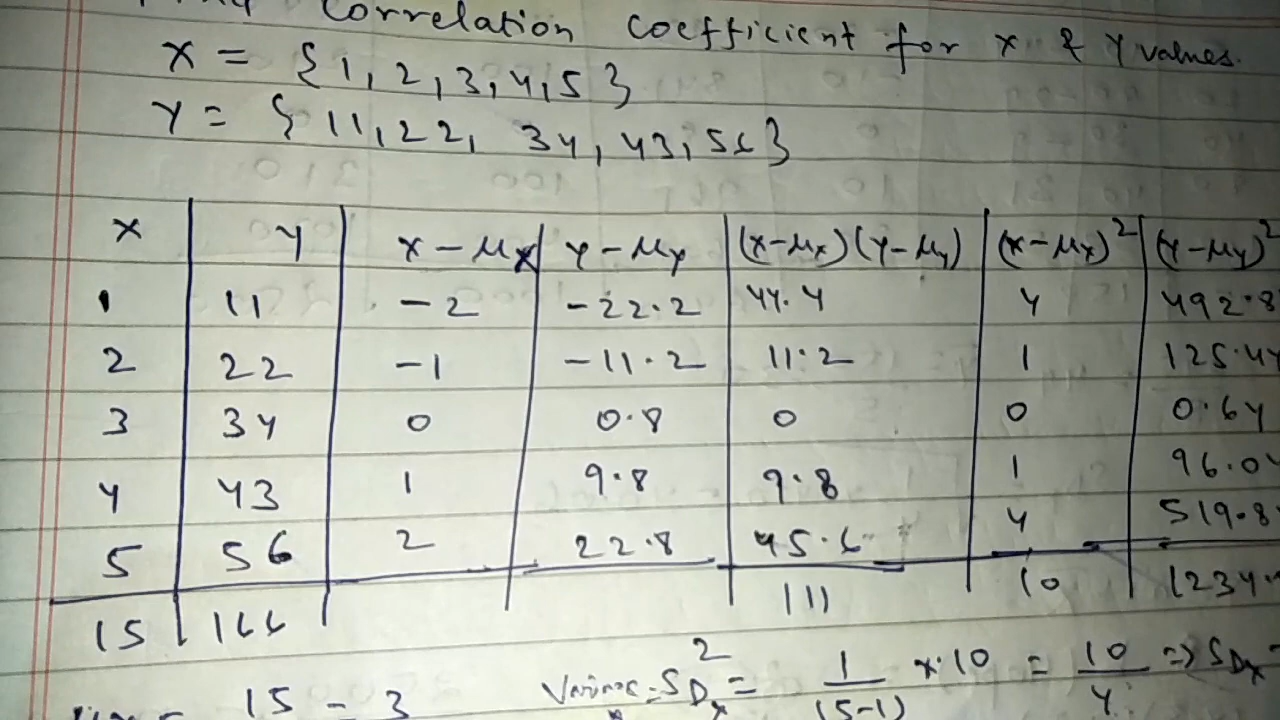 Correlation coefficient for x & Y values.
X = {1, 2, 3, 4, 5}
Y = {11, 22, 34, 43, 56}
X Y X - μx Y - μy (X-μx)(Y-μy) (X-μx)² (Y-μy)²
1 11 -2 -22.2 44.4 4 492.8
2 22 -1 -11.2 11.2 1 125.44
3 34 0 0.8 0 0 0.64
4 43 1 9.8 9.8 1 96.04
5 56 2 22.8 45.6 4 519.8
15 166 111 10 1234.
15 = 3 SDx² = 1/(5-1) x 10 = 10/4 => SDx =